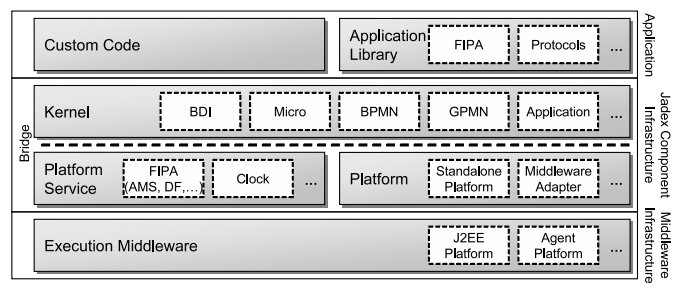 Custom Code
Application
Library
FIPA
Protocols
...
Application
Bridge
Kernel
BDI
Micro
BPMN
GPMN
Application
...
Jadex Component
Infrastructure
Platform
Service
FIPA
(AMS, DF,...)
Clock
...
Platform
Standalone
Platform
Middleware
Adapter
...
Execution Middleware
J2EE
Platform
Agent
Platform
...
Middleware
Infrastructure